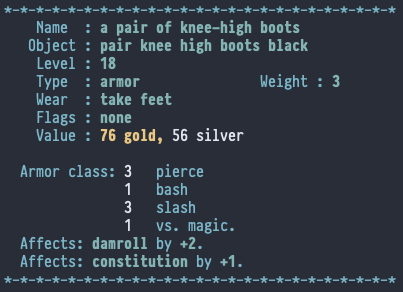 *-*-*-*-*-*-*-*-*-*-*-*-*-*-*-*-*-*-*-*-*-*-*-*-*
Name : a pair of knee-high boots
Object : pair knee high boots black
Level : 18
Type : armor Weight : 3
Wear : take feet
Flags : none
Value : 76 gold, 56 silver
Armor class: 3 pierce
1 bash
3 slash
1 vs. magic.
Affects: damroll by +2.
Affects: constitution by +1.
*-*-*-*-*-*-*-*-*-*-*-*-*-*-*-*-*-*-*-*-*-*-*-*-*